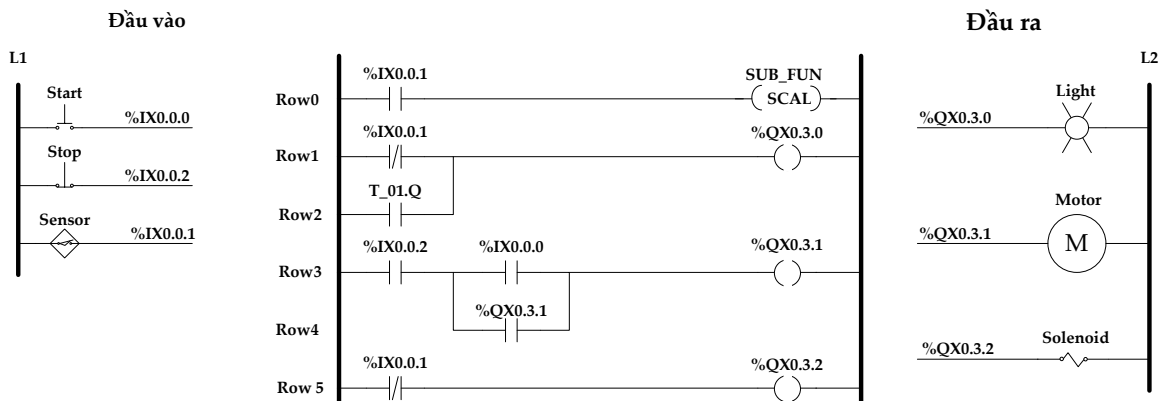 Đầu vào
Đầu ra
L1
L2
Start
%IX0.0.0
Stop
%IX0.0.2
Sensor
%IX0.0.1
Row0
%IX0.0.1
SUB_FUN
SCAL
Row1
%IX0.0.1
%QX0.3.0
Row2
T_01.Q
Row3
%IX0.0.2
%IX0.0.0
%QX0.3.1
Row4
%QX0.3.1
Row 5
%IX0.0.1
%QX0.3.2
Light
%QX0.3.0
Motor
%QX0.3.1
M
Solenoid
%QX0.3.2